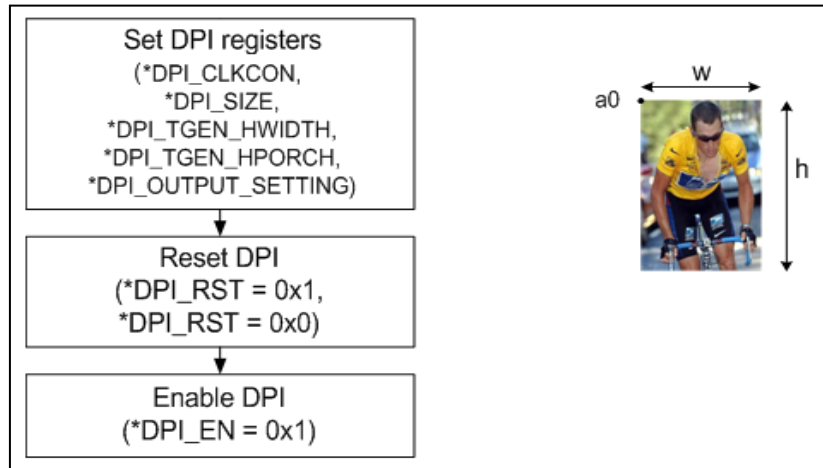 Set DPI registers
(*DPI_CLKCON,
*DPI_SIZE,
*DPI_TGEN_HWIDTH,
*DPI_TGEN_HPORCH,
*DPI_OUTPUT_SETTING)
Reset DPI
(*DPI_RST = 0x1,
*DPI_RST = 0x0)
Enable DPI
(*DPI_EN = 0x1)
w
a0
h